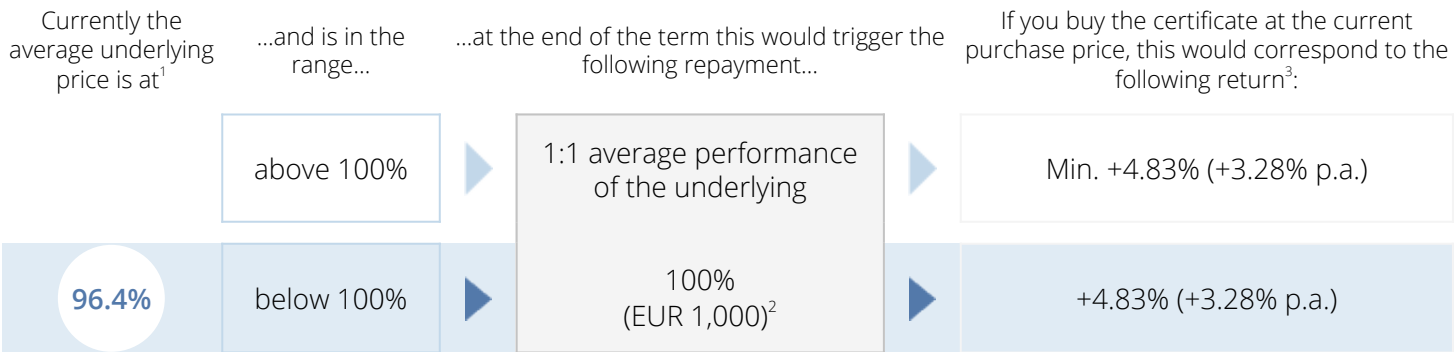 Currently the
average underlying
price is at1
...and is in the
range...
...at the end of the term this would trigger the
following repayment...
If you buy the certificate at the current
purchase price, this would correspond to the
following return3:
above 100%
1:1 average performance
of the underlying
Min. +4.83% (+3.28% p.a.)
96.4%
below 100%
100%
(EUR 1,000)2
+4.83% (+3.28% p.a.)